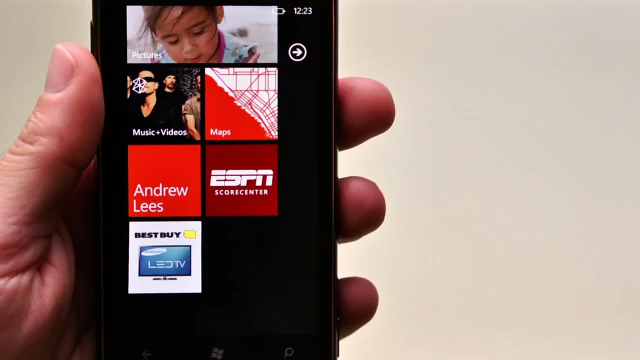 12:23
Pictures
Music+Videos
Maps
Andrew
Lees
ESPN
SCORECENTER
BEST BUY
SAMSUNG
LED TV